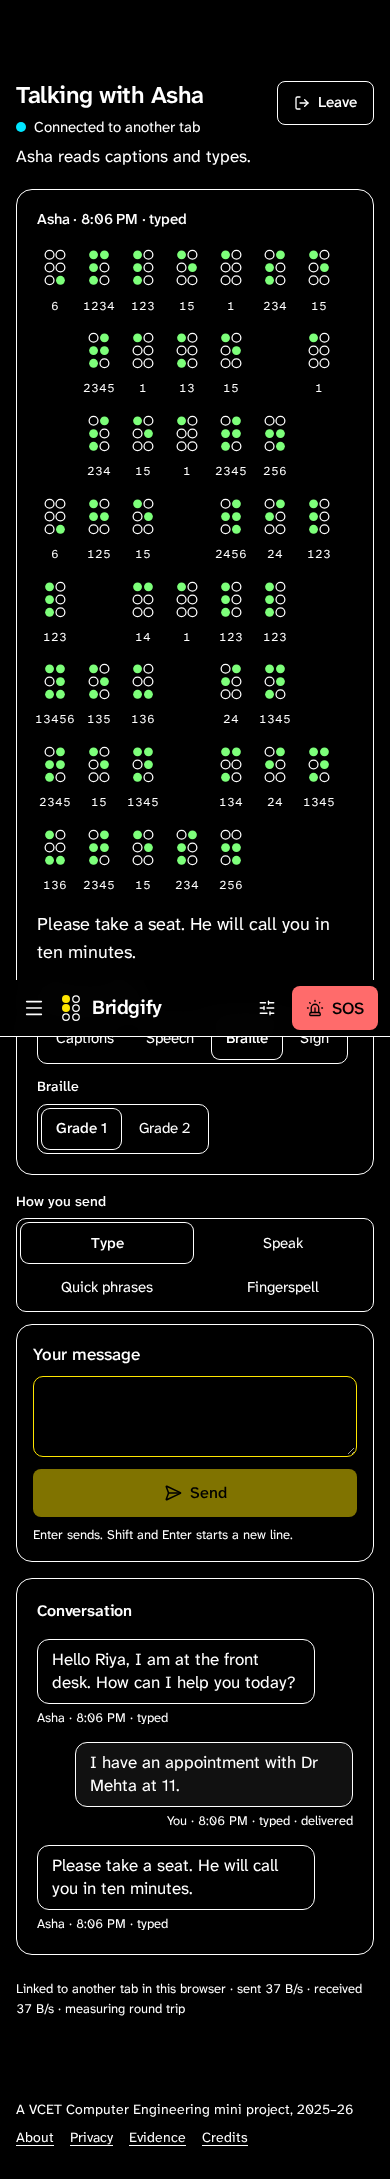 Talking with Asha
Leave
Connected to another tab
Asha reads captions and types.
Asha · 8:06 PM · typed
6 1234 123 15 1 234 15
2345 1 13 15 1
234 15 1 2345 256
6 125 15 2456 24 123
123 14 1 123 123
13456 135 136 24 1345
2345 15 1345 134 24 1345
136 2345 15 234 256
Please take a seat. He will call you in
ten minutes.
Bridgify
SOS
Captions Speech Braille Sign
Braille
Grade 1 Grade 2
How you send
Type Speak
Quick phrases Fingerspell
Your message
Send
Enter sends. Shift and Enter starts a new line.
Conversation
Hello Riya, I am at the front
desk. How can I help you today?
Asha · 8:06 PM · typed
I have an appointment with Dr
Mehta at 11.
You · 8:06 PM · typed · delivered
Please take a seat. He will call
you in ten minutes.
Asha · 8:06 PM · typed
Linked to another tab in this browser · sent 37 B/s · received
37 B/s · measuring round trip
A VCET Computer Engineering mini project, 2025–26
About Privacy Evidence Credits